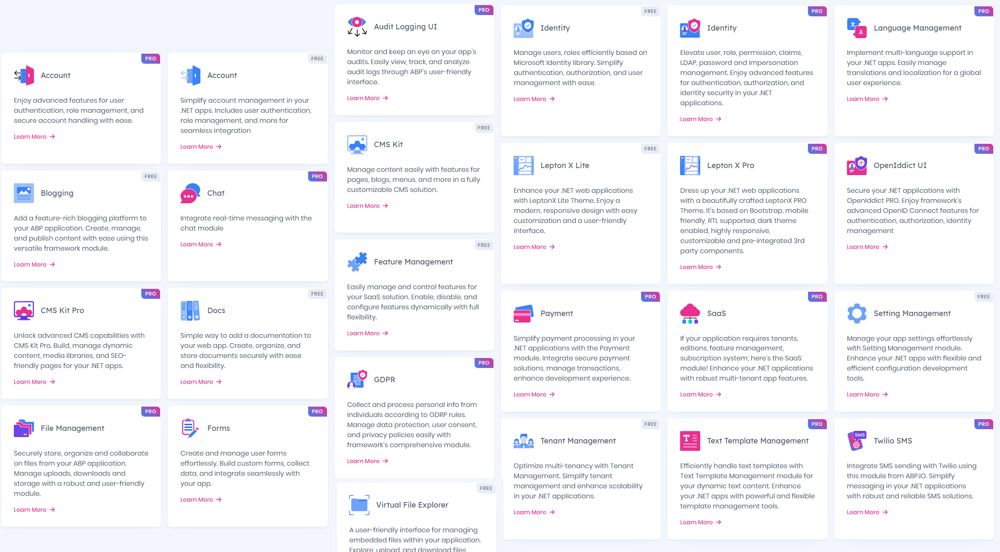 PRO
Account
Enjoy advanced features for user
authentication, role management, and
secure account handling with ease.
Learn More
FREE
Account
Simplify account management in your
.NET apps. Includes user authentication,
role management, and more for
seamless integration
Learn More
FREE
Blogging
Add a feature-rich blogging platform to
your ABP application. Create, manage,
and publish content with ease using this
versatile framework module.
Learn More
PRO
Chat
Integrate real-time messaging with the
chat module
Learn More
PRO
CMS Kit Pro
Unlock advanced CMS capabilities with
CMS Kit Pro. Build, manage dynamic
content, media libraries, and SEO-
friendly pages for your .NET apps.
Learn More
FREE
Docs
Simple way to add a documentation to
your web app. Create, organize, and
store documents securely with ease
and flexibility.
Learn More
PRO
File Management
Securely store, organize and collaborate
on files from your ABP application.
Manage uploads, downloads and
storage with a robust and user-friendly
module.
Learn More
PRO
Forms
Create and manage user forms
effortlessly. Build custom forms, collect
data, and integrate seamlessly with
your app.
Learn More
PRO
Audit Logging UI
Monitor and keep an eye on your app's
audits. Easily view, track, and analyze
audit logs through ABP's user-friendly
interface.
Learn More
FREE
CMS Kit
Manage content easily with features for
pages, blogs, menus, and more in a fully
customizable CMS solution.
Learn More
FREE
Feature Management
Easily manage and control features for
your SaaS solution. Enable, disable, and
configure features dynamically with full
flexibility.
Learn More
PRO
GDPR
Collect and process personal info from
individuals according to GDRP rules.
Manage data protection, user consent,
and privacy policies easily with
framework's comprehensive module.
Learn More
FREE
Virtual File Explorer
A user-friendly interface for managing
embedded files within your application.
Explore, upload, and download files
FREE
Identity
Manage users, roles efficiently based on
Microsoft Identity library. Simplify
authentication, authorization, and user
management with ease.
Learn More
PRO
Identity
Elevate user, role, permission, claims,
LDAP, password and impersonation
management. Enjoy advanced features
for authentication, authorization, and
identity security in your .NET
applications.
Learn More
PRO
文
A
Language Management
Implement multi-language support in
your .NET apps. Easily manage
translations and localization for a global
user experience.
Learn More
FREE
Lepton X Lite
Enhance your .NET web applications
with LeptonX Lite Theme. Enjoy a
modern, responsive design with easy
customization and a user-friendly
interface.
Learn More
PRO
Lepton X Pro
Dress up your .NET web applications
with a beautifully crafted LeptonX PRO
Theme. It's based on Bootstrap, mobile
friendly, RTL supported, dark theme
enabled, highly responsive,
customizable and pre-integrated 3rd
party components.
Learn More
PRO
OpenIddict UI
Secure your .NET applications with
OpenIddict PRO. Enjoy framework's
advanced OpenID Connect features for
authentication, authorization, identity
management
Learn More
PRO
Payment
Simplify payment processing in your
.NET applications with the Payment
module. Integrate secure payment
solutions, manage transactions,
enhance development experience.
Learn More
PRO
SaaS
If your application requires tenants,
editions, feature management,
subscription system; here's the SaaS
module! Enhance your .NET applications
with robust multi-tenant app features.
Learn More
FREE
Setting Management
Manage your app settings effortlessly
with Setting Management module.
Enhance your .NET apps with flexible and
efficient configuration development
tools.
Learn More
FREE
Tenant Management
Optimize multi-tenancy with Tenant
Management. Simplify tenant
management and enhance scalability
in your .NET applications.
Learn More
PRO
T
Text Template Management
Efficiently handle text templates with
Text Template Management module for
your dynamic text content. Enhance
your .NET apps with powerful and flexible
template management tools.
Learn More
PRO
SMS
Twilio SMS
Integrate SMS sending with Twilio using
this module from ABP.IO. Simplify
messaging in your .NET applications
with robust and reliable SMS solutions.
Learn More